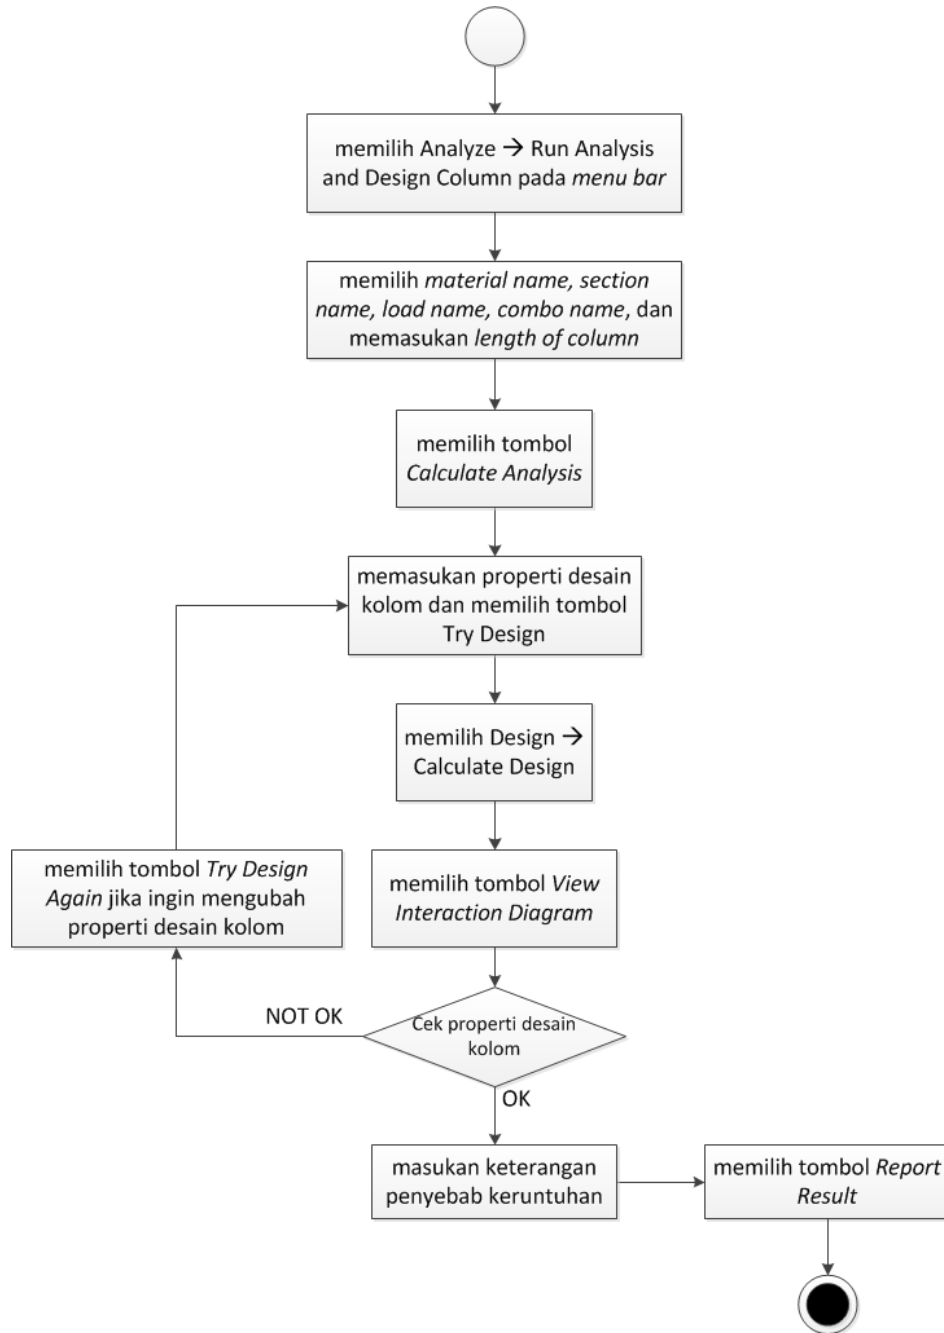 memilih Analyze → Run Analysis
and Design Column pada menu bar
memilih material name, section
name, load name, combo name, dan
memasukan length of column
memilih tombol
Calculate Analysis
memasukan properti desain
kolom dan memilih tombol
Try Design
memilih Design →
Calculate Design
memilih tombol Try Design
Again jika ingin mengubah
properti desain kolom
memilih tombol View
Interaction Diagram
NOT OK
Cek properti desain
kolom
OK
masukan keterangan
penyebab keruntuhan
memilih tombol Report
Result